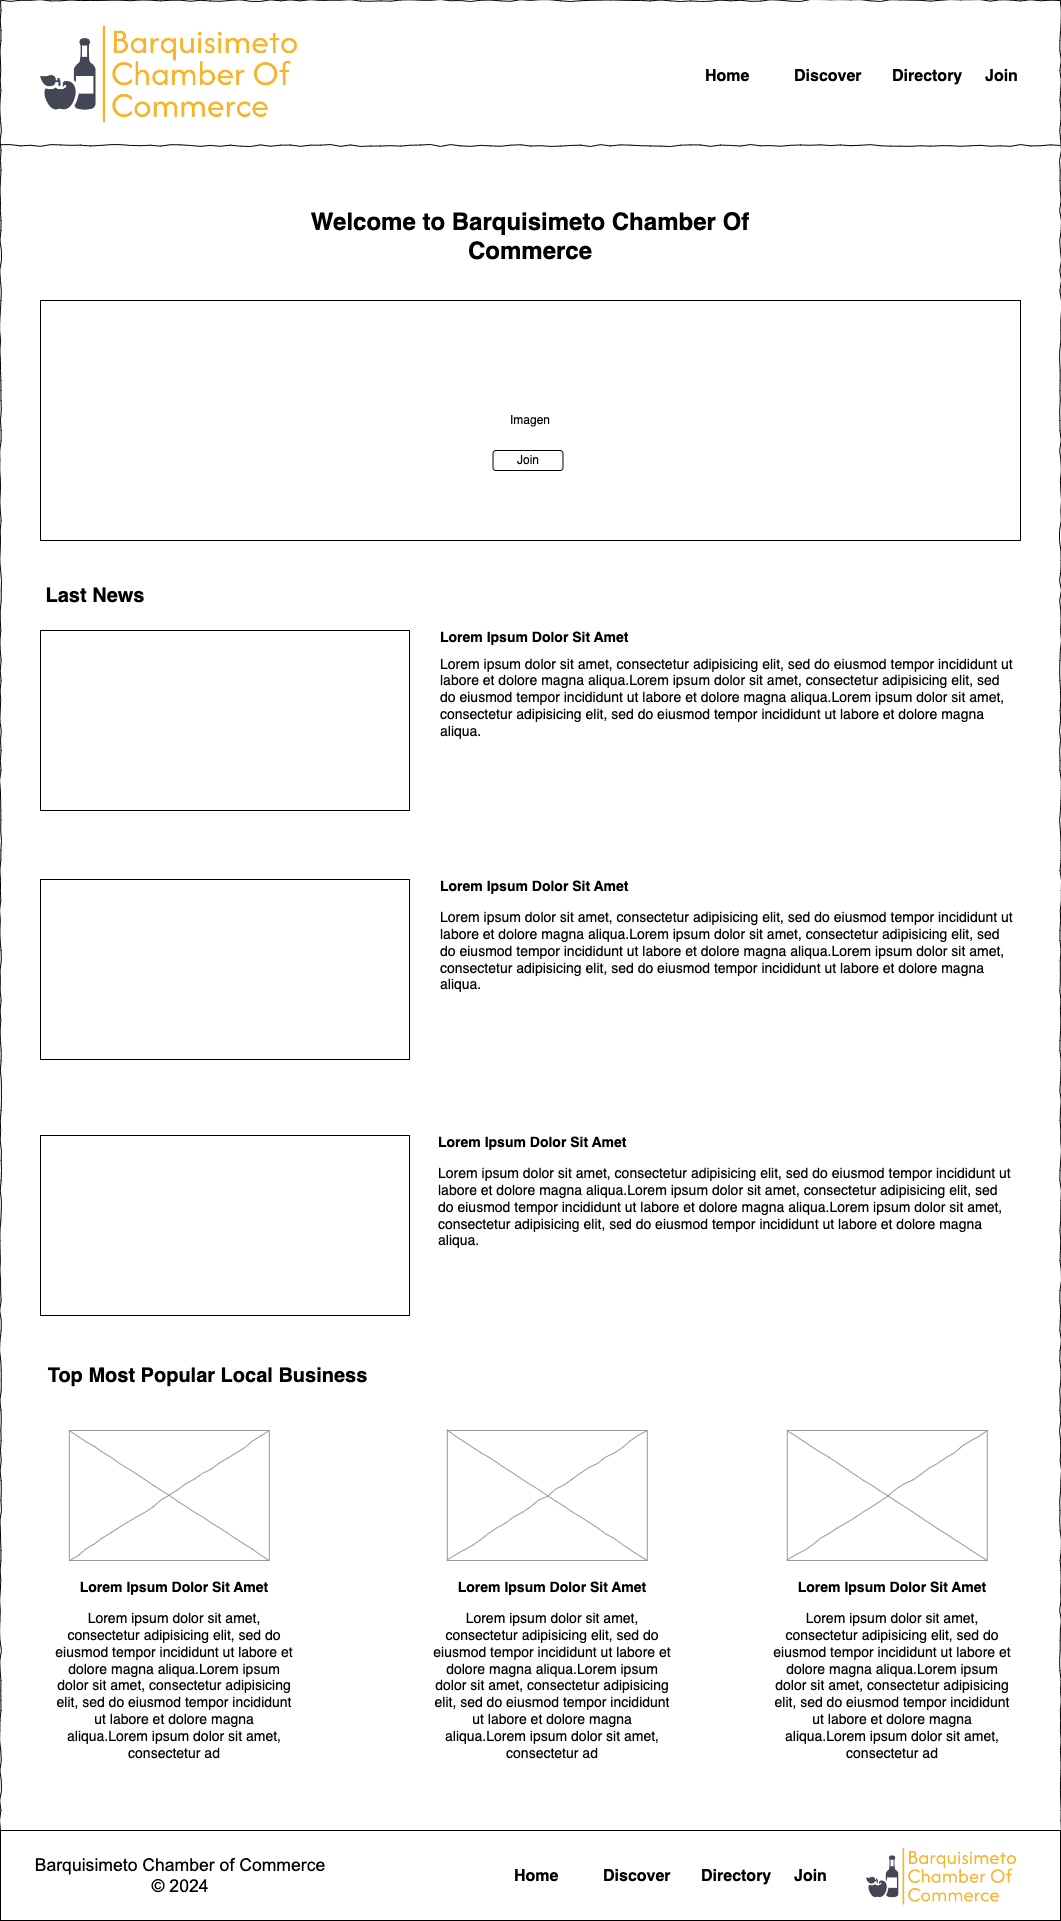 Barquisimeto
Chamber Of
Commerce
Home Discover Directory Join
Welcome to Barquisimeto Chamber Of
Commerce
Imagen
Join
Last News
Lorem Ipsum Dolor Sit Amet
Lorem ipsum dolor sit amet, consectetur adipisicing elit, sed do eiusmod tempor incididunt ut
labore et dolore magna aliqua.Lorem ipsum dolor sit amet, consectetur adipisicing elit, sed
do eiusmod tempor incididunt ut labore et dolore magna aliqua.Lorem ipsum dolor sit amet,
consectetur adipisicing elit, sed do eiusmod tempor incididunt ut labore et dolore magna
aliqua.
Lorem Ipsum Dolor Sit Amet
Lorem ipsum dolor sit amet, consectetur adipisicing elit, sed do eiusmod tempor incididunt ut
labore et dolore magna aliqua.Lorem ipsum dolor sit amet, consectetur adipisicing elit, sed
do eiusmod tempor incididunt ut labore et dolore magna aliqua.Lorem ipsum dolor sit amet,
consectetur adipisicing elit, sed do eiusmod tempor incididunt ut labore et dolore magna
aliqua.
Lorem Ipsum Dolor Sit Amet
Lorem ipsum dolor sit amet, consectetur adipisicing elit, sed do eiusmod tempor incididunt ut
labore et dolore magna aliqua.Lorem ipsum dolor sit amet, consectetur adipisicing elit, sed
do eiusmod tempor incididunt ut labore et dolore magna aliqua.Lorem ipsum dolor sit amet,
consectetur adipisicing elit, sed do eiusmod tempor incididunt ut labore et dolore magna
aliqua.
Top Most Popular Local Business
Lorem Ipsum Dolor Sit Amet
Lorem ipsum dolor sit amet,
consectetur adipisicing elit, sed do
eiusmod tempor incididunt ut labore et
dolore magna aliqua.Lorem ipsum
dolor sit amet, consectetur adipisicing
elit, sed do eiusmod tempor incididunt
ut labore et dolore magna
aliqua.Lorem ipsum dolor sit amet,
consectetur ad
Lorem Ipsum Dolor Sit Amet
Lorem ipsum dolor sit amet,
consectetur adipisicing elit, sed do
eiusmod tempor incididunt ut labore et
dolore magna aliqua.Lorem ipsum
dolor sit amet, consectetur adipisicing
elit, sed do eiusmod tempor incididunt
ut labore et dolore magna
aliqua.Lorem ipsum dolor sit amet,
consectetur ad
Lorem Ipsum Dolor Sit Amet
Lorem ipsum dolor sit amet,
consectetur adipisicing elit, sed do
eiusmod tempor incididunt ut labore et
dolore magna aliqua.Lorem ipsum
dolor sit amet, consectetur adipisicing
elit, sed do eiusmod tempor incididunt
ut labore et dolore magna
aliqua.Lorem ipsum dolor sit amet,
consectetur ad
Barquisimeto Chamber of Commerce
© 2024
Home Discover Directory Join
Barquisimeto
Chamber Of
Commerce